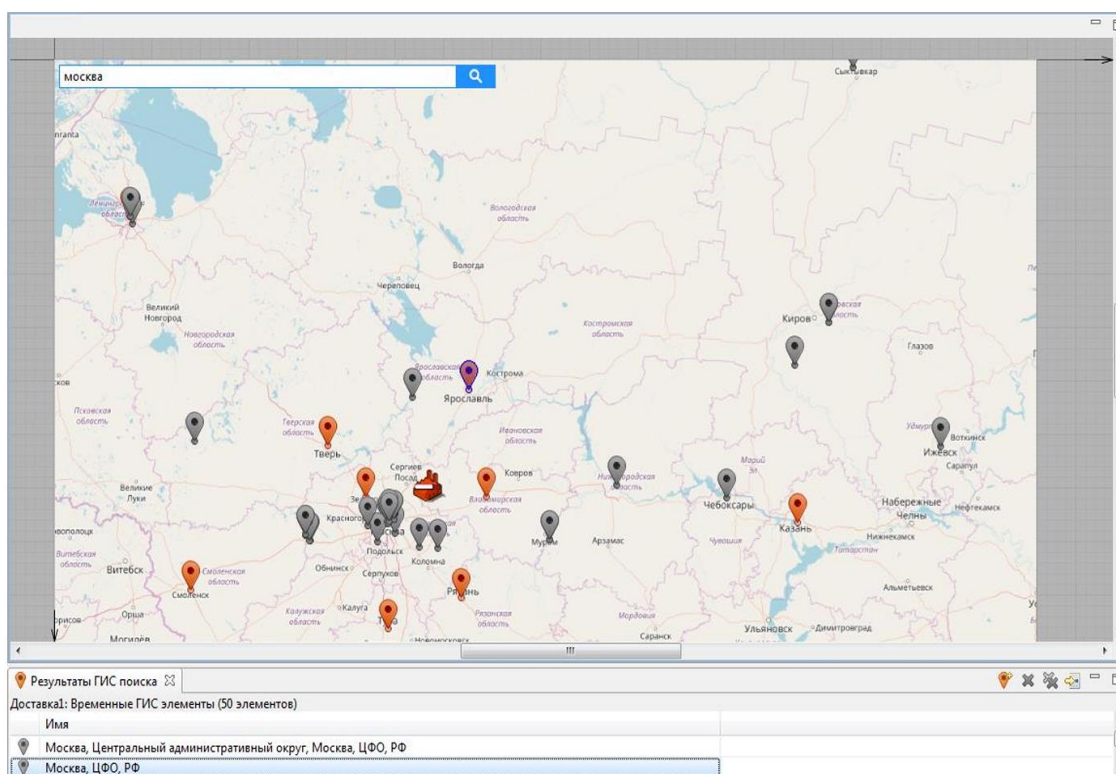 москва
Сыктывкар
Ленинградская
область
Вологодская
область
Вологда
Череповец
Великий
Новгород
Новгородская
область
Костромская
область
Киров
Глазов
Ярославская
область
Кострома
Ярославль
Псковская
область
Тверская
область
Тверь
Ивановская
область
Воткинск
Ижевск
Сарапул
Сергиев
Посад
Ковров
Владимирская
область
Марий
Эл
Великие
Луки
Чебоксары
Набережные
Челны
Нефтекамск
Казань
Нижнекамск
Муром
Арзамас
Чувашия
Татарстан
Подольск
Коломна
Витебская
область
Витебск
Обнинск
Серпухов
Смоленская
область
Смоленск
Альметьевск
Рязань
Рязанская
область
Орша
Калуга
Калужская
область
Мордовия
Саранск
Ульяновск
Димитровград
Могилёв
Новомосковск
Результаты ГИС поиска
Доставка1: Временные ГИС элементы (50 элементов)
Имя
Москва, Центральный административный округ, Москва, ЦФО, РФ
Москва, ЦФО, РФ